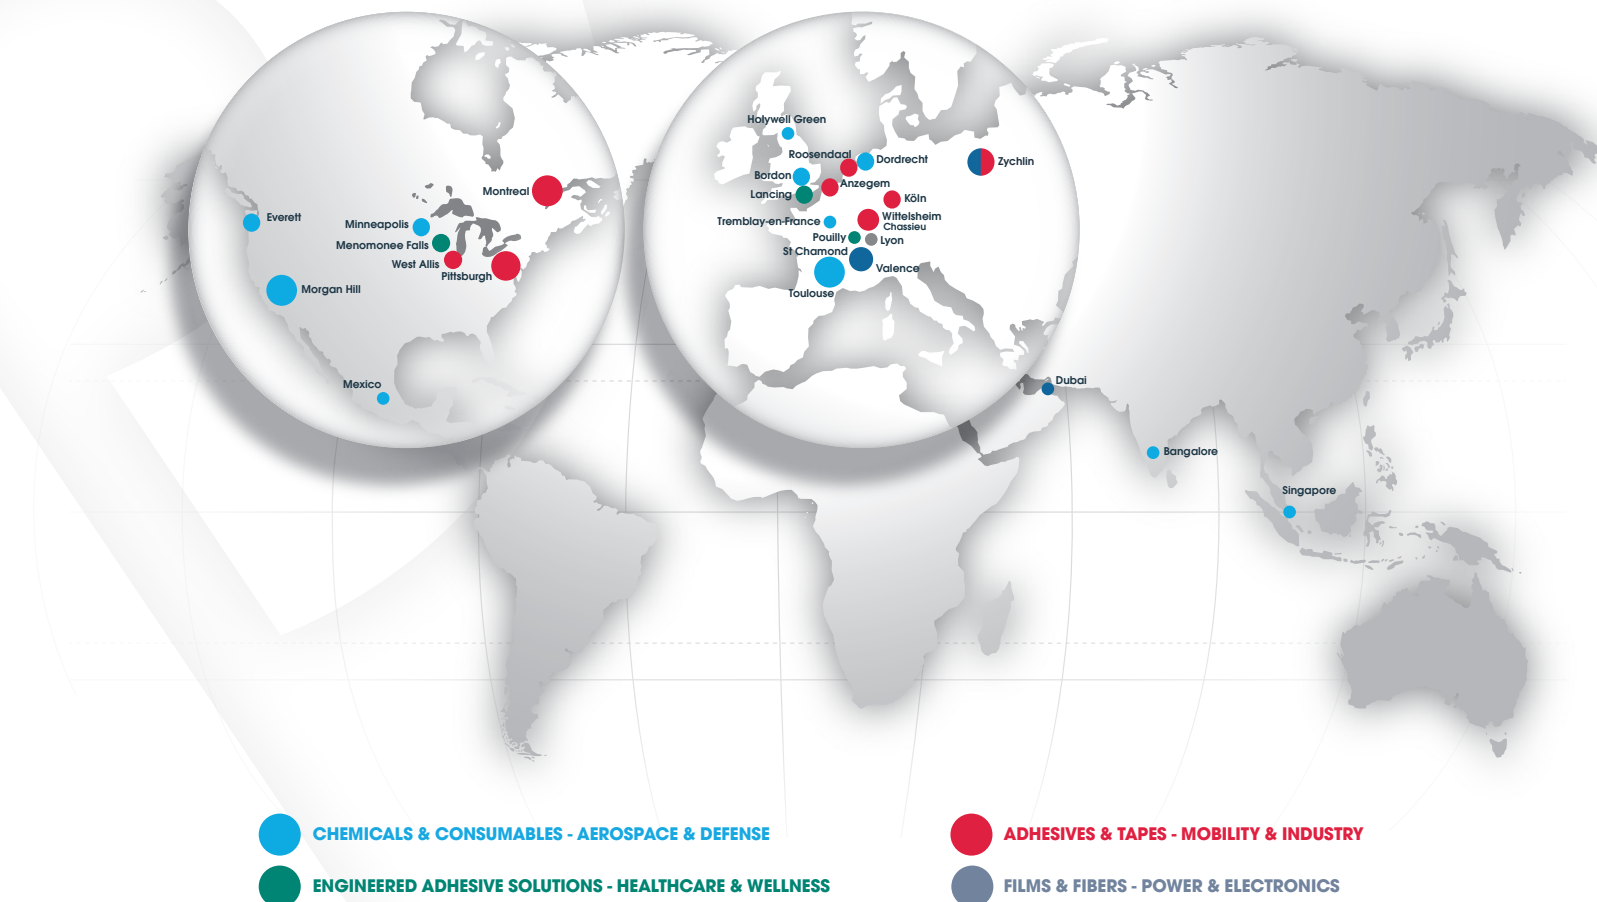 Holywell Green
Roosendaal
Dordrecht
Zychlin
Bordon
Anzegem
Lancing
Köln
Montreal
Everett
Minneapolis
Menomonee Falls
West Allis
Pittsburgh
Morgan Hill
Mexico
Tremblay-en-France
Wittelsheim
Chassieu
Pouilly
Lyon
St Chamond
Valence
Toulouse
Dubai
Bangalore
Singapore
CHEMICALS & CONSUMABLES - AEROSPACE & DEFENSE
ADHESIVES & TAPES - MOBILITY & INDUSTRY
ENGINEERED ADHESIVE SOLUTIONS - HEALTHCARE & WELLNESS
FILMS & FIBERS - POWER & ELECTRONICS